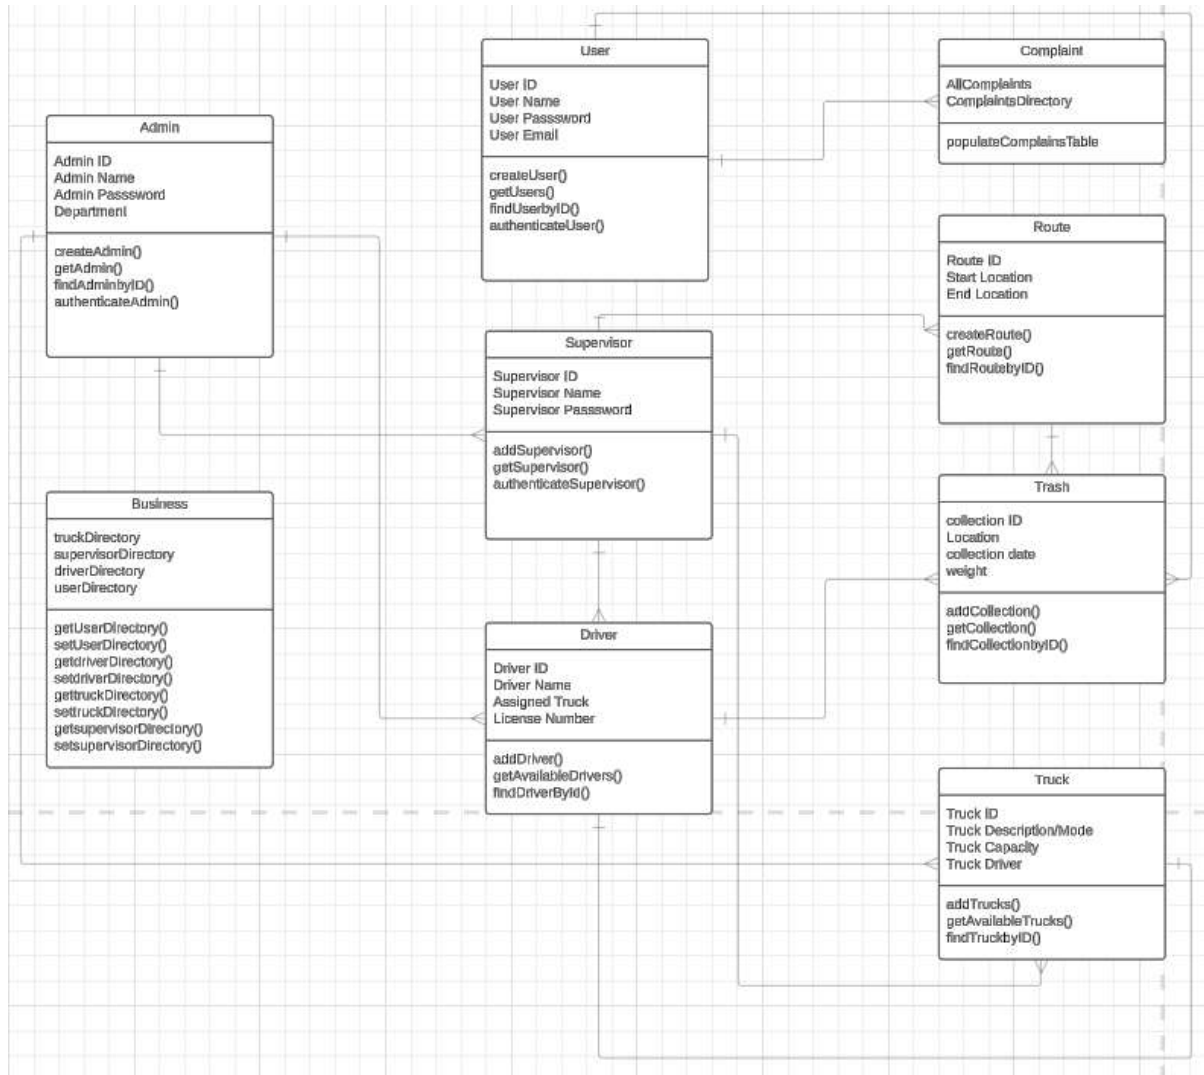 User
User ID
User Name
User Passsword
User Email
createUser()
getUsers()
findUserbyID()
authenticateUser()
Complaint
AllComplaints
ComplaintsDirectory
populateComplainsTable
Admin
Admin ID
Admin Name
Admin Passsword
Department
createAdmin()
getAdmin()
findAdminbyID()
authenticateAdmin()
Route
Route ID
Start Location
End Location
createRoute()
getRoute()
findRoutebyID()
Supervisor
Supervisor ID
Supervisor Name
Supervisor Passsword
addSupervisor()
getSupervisor()
authenticateSupervisor()
Business
truckDirectory
supervisorDirectory
driverDirectory
userDirectory
getUserDirectory()
setUserDirectory()
getdriverDirectory()
setdriverDirectory()
gettruckDirectory()
settruckDirectory()
getsupervisorDirectory()
setsupervisorDirectory()
Trash
collection ID
Location
collection date
weight
addCollection()
getCollection()
findCollectionbyID()
Driver
Driver ID
Driver Name
Assigned Truck
License Number
addDriver()
getAvailableDrivers()
findDriverById()
Truck
Truck ID
Truck Description/Mode
Truck Capacity
Truck Driver
addTrucks()
getAvailableTrucks()
findTruckbyID()